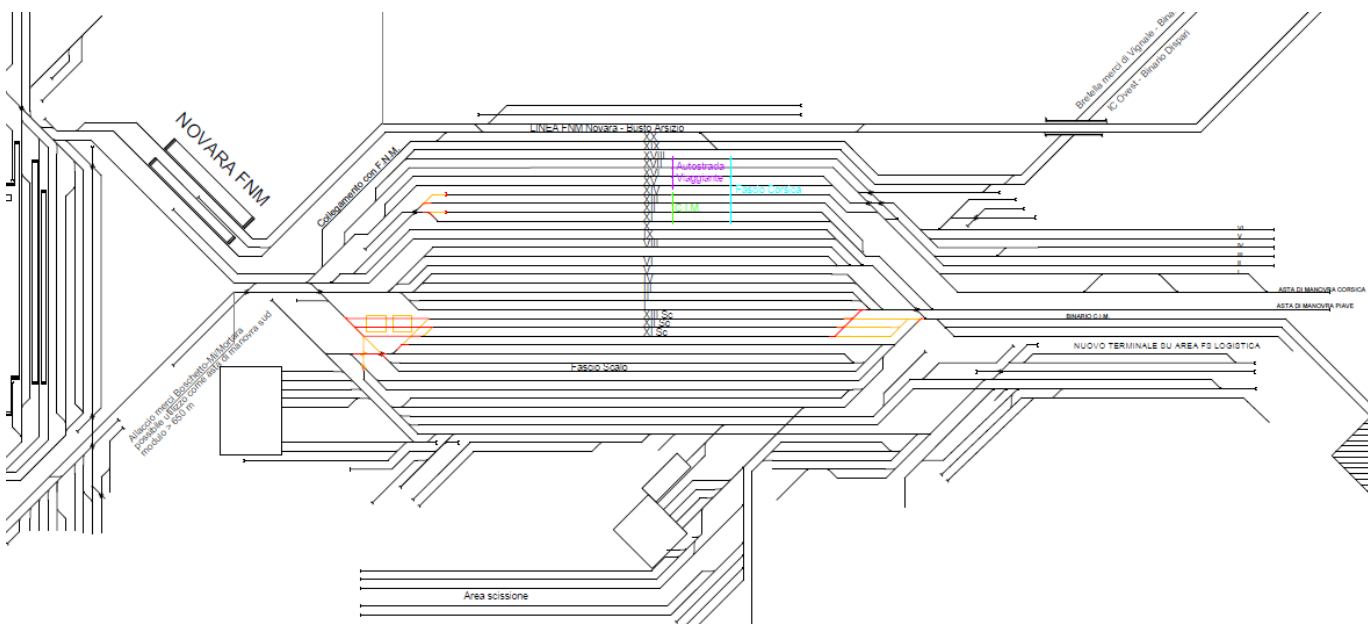 Bretella merci di Vignale - Bina
IC Ovest - Binario Dispari
NOVARA FNM
LINEA FNM Novara - Busto Arsizio
Collegamento con F.N.M.
XX
XIX
XVIII
XVII
XVI
XV
XIV
XIII
XII
XI
X
IX
VIII
VI
V
IV
III
II
I
Autostrada
Viaggiante
Fascio Corsica
C.I.M.
VI
V
IV
III
II
I
ASTA DI MANOVRA CORSICA
ASTA DI MANOVRA PIAVE
BINARIO C.I.M.
XIII Sc
XII Sc
XI Sc
NUOVO TERMINALE SU AREA FS LOGISTICA
Fascio Scalo
Allaccio merci Boschetto-Mi/Mortara
possibile utilizzo come asta di manovra sud
modulo > 650 m
Area scissione